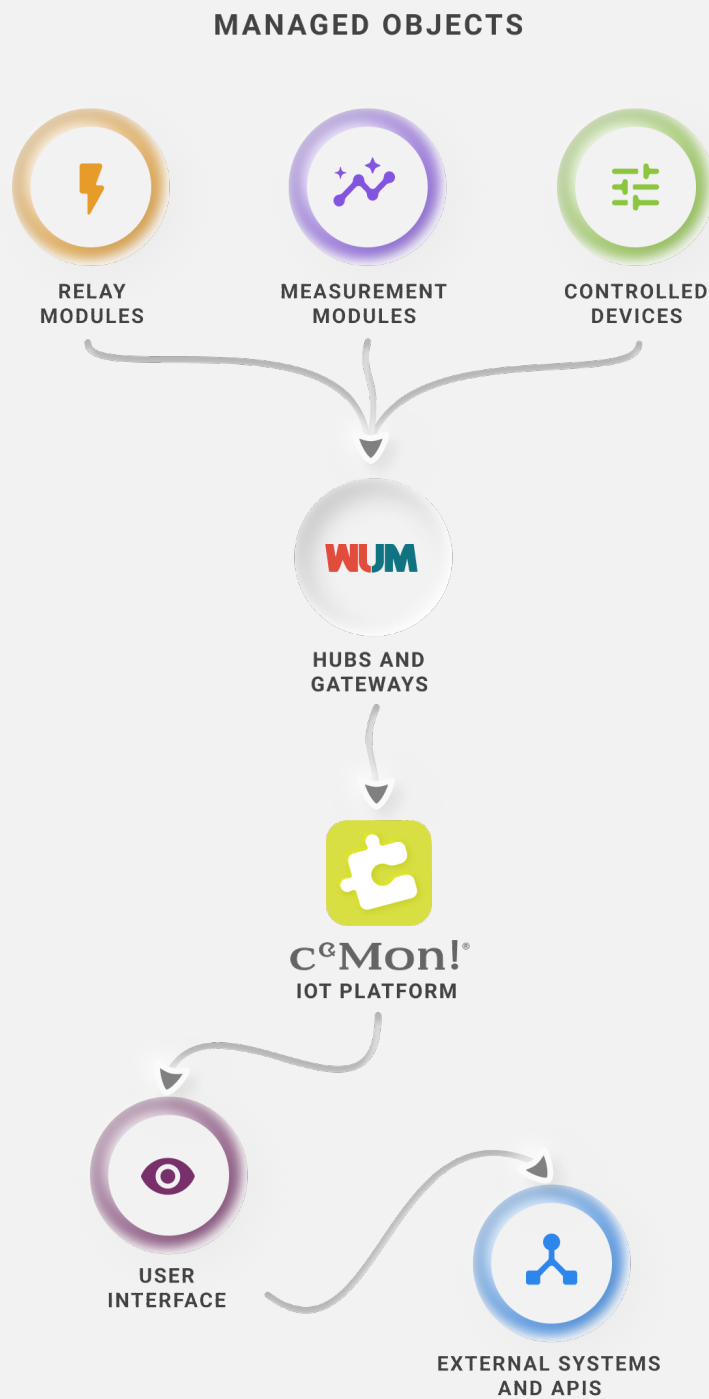 MANAGED OBJECTS
RELAY
MODULES
MEASUREMENT
MODULES
CONTROLLED
DEVICES
WUM
HUBS AND
GATEWAYS
c&Mon!®
IOT PLATFORM
USER
INTERFACE
EXTERNAL SYSTEMS
AND APIS